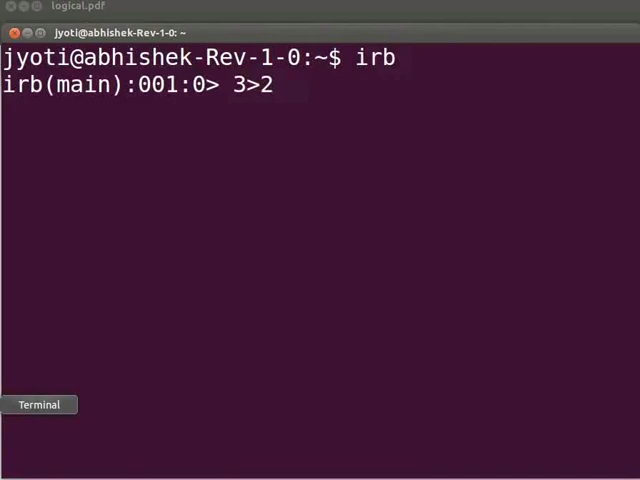 logical.pdf
jyoti@abhishek-Rev-1-0: ~
jyoti@abhishek-Rev-1-0:~$ irb
irb(main):001:0> 3>2
Terminal